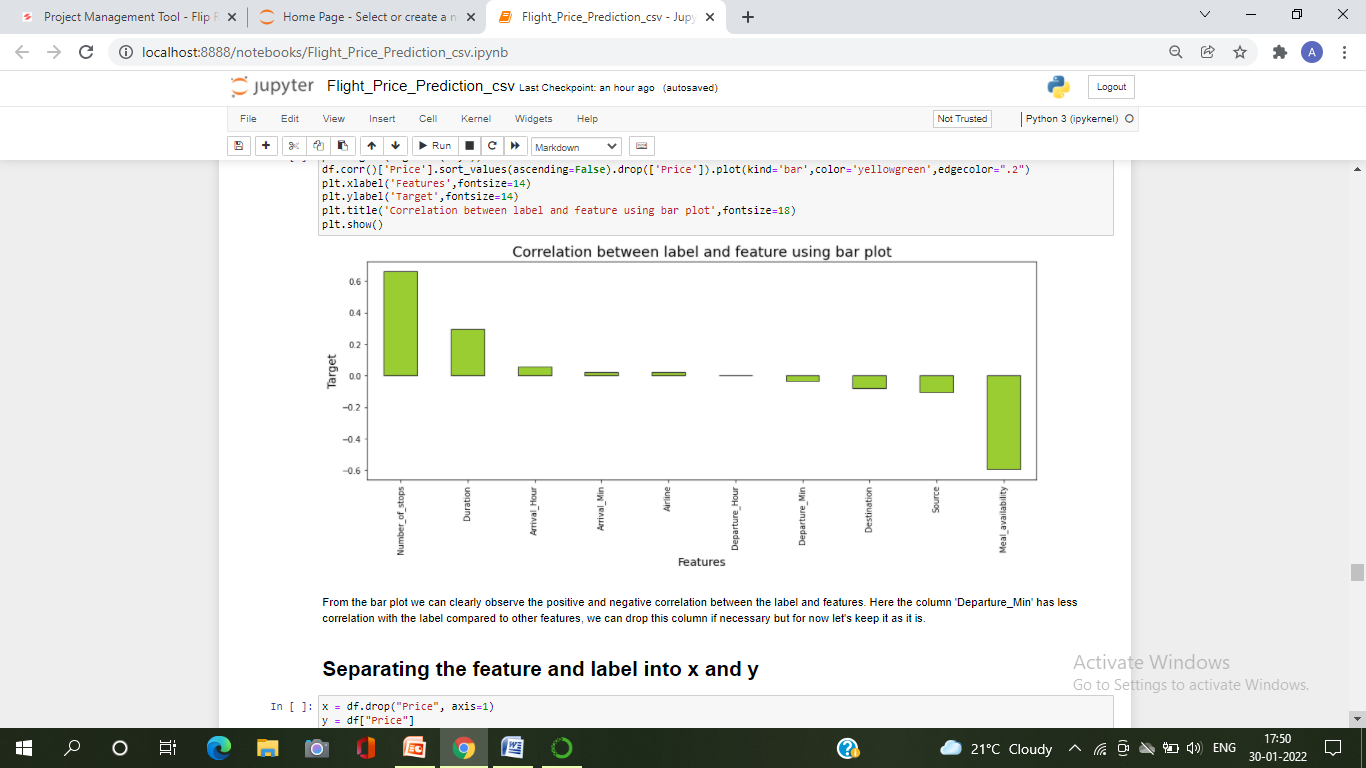 Project Management Tool - Flip R
Home Page - Select or create a n
Flight_Price_Prediction_csv - Jupy
localhost:8888/notebooks/Flight_Price_Prediction_csv.ipynb
A
jupyter Flight_Price_Prediction_csv Last Checkpoint: an hour ago (autosaved)
Logout
File Edit View Insert Cell Kernel Widgets Help
Not Trusted
Python 3 (ipykernel)
Run
Markdown
df.corr()['Price'].sort_values(ascending=False).drop(['Price']).plot(kind='bar',color='yellowgreen',edgecolor=".2")
plt.xlabel('Features',fontsize=14)
plt.ylabel('Target',fontsize=14)
plt.title('Correlation between label and feature using bar plot',fontsize=18)
plt.show()
Correlation between label and feature using bar plot
0.6
0.4
0.2
0.0
−0.2
−0.4
−0.6
Target
Number_of_stops
Duration
Arrival_Hour
Arrival_Min
Airline
Departure_Hour
Departure_Min
Destination
Source
Meal_availability
Features
From the bar plot we can clearly observe the positive and negative correlation between the label and features. Here the column 'Departure_Min' has less
correlation with the label compared to other features, we can drop this column if necessary but for now let's keep it as it is.
Separating the feature and label into x and y
In [ ]: x = df.drop("Price", axis=1)
y = df["Price"]
Activate Windows
Go to Settings to activate Windows.
21°C Cloudy
ENG
17:50
30-01-2022